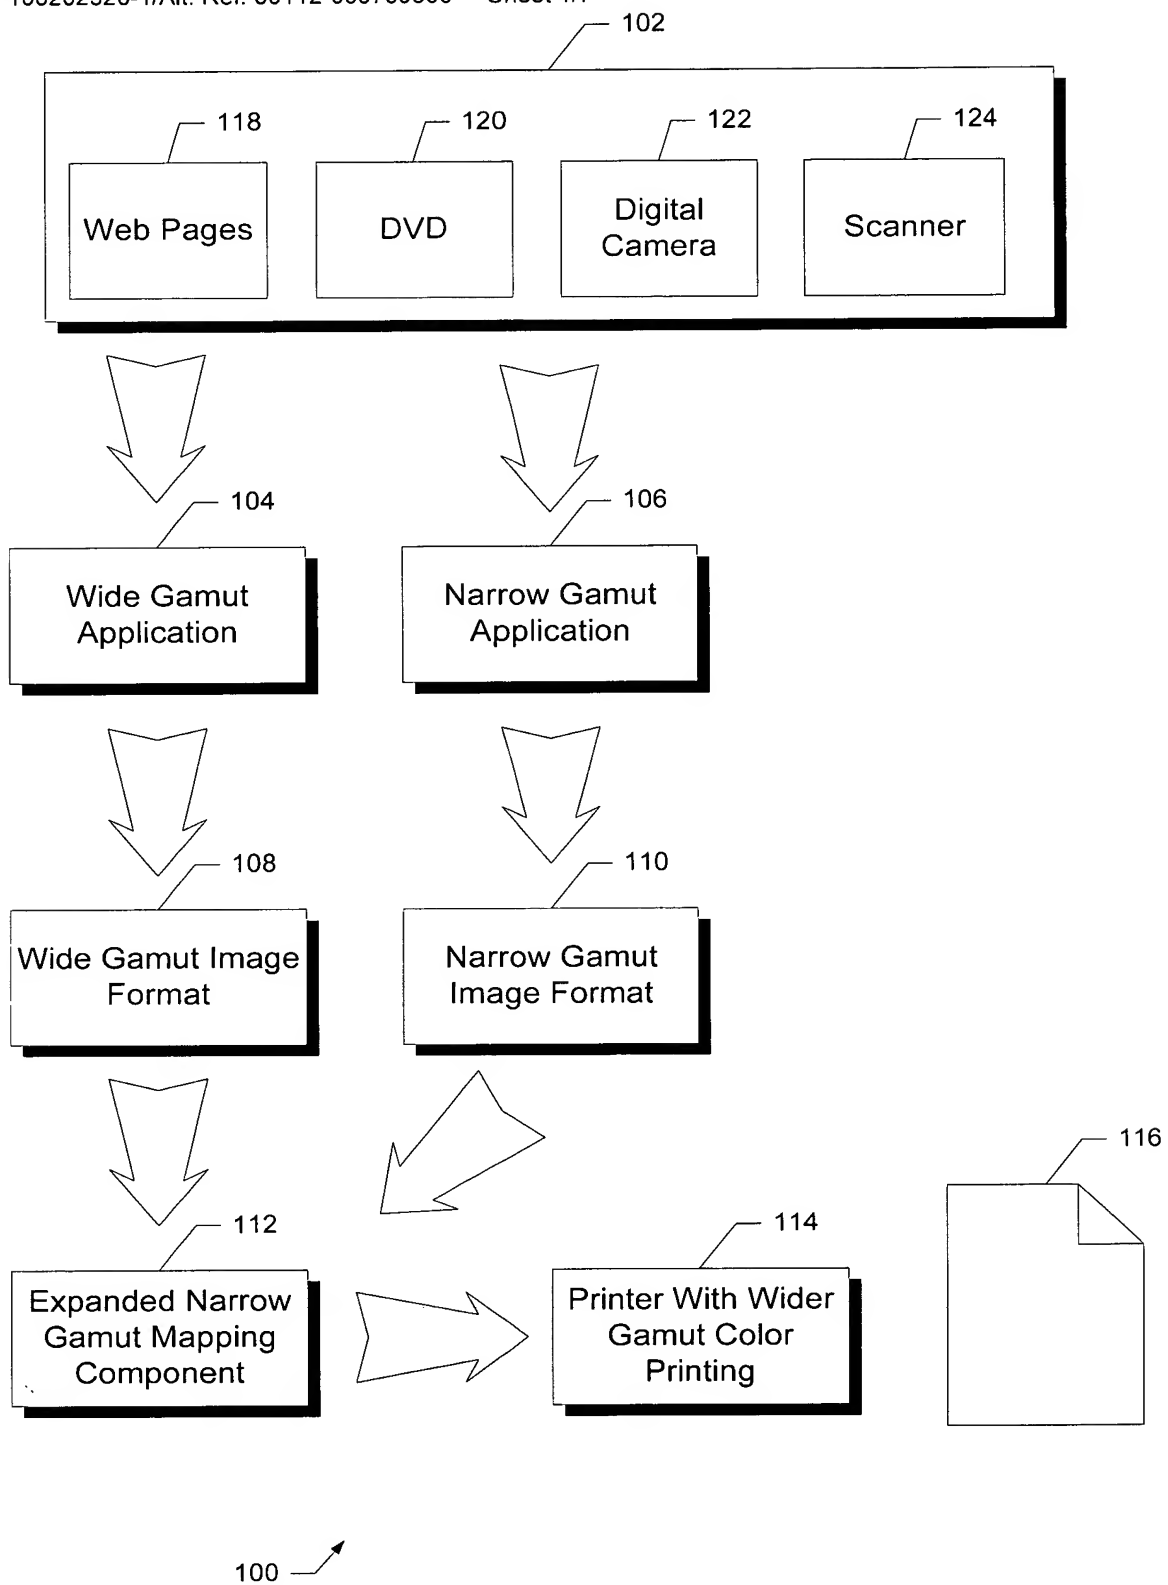 102
118
120
122
124
Web Pages
DVD
Digital
Camera
Scanner
104
106
Wide Gamut
Application
Narrow Gamut
Application
108
110
Wide Gamut Image
Format
Narrow Gamut
Image Format
116
112
114
Expanded Narrow
Gamut Mapping
Component
Printer With Wider
Gamut Color
Printing
100